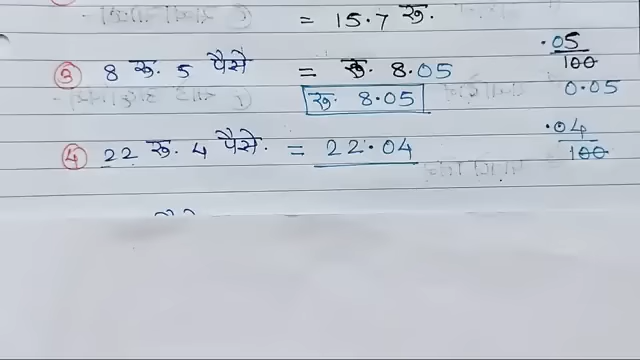 = 15.7 रु.
③ 8 रु. 5 पैसे = रु. 8.05
रु. 8.05
.05
100
0.05
④ 22 रु. 4 पैसे. = 22.04
.04
100